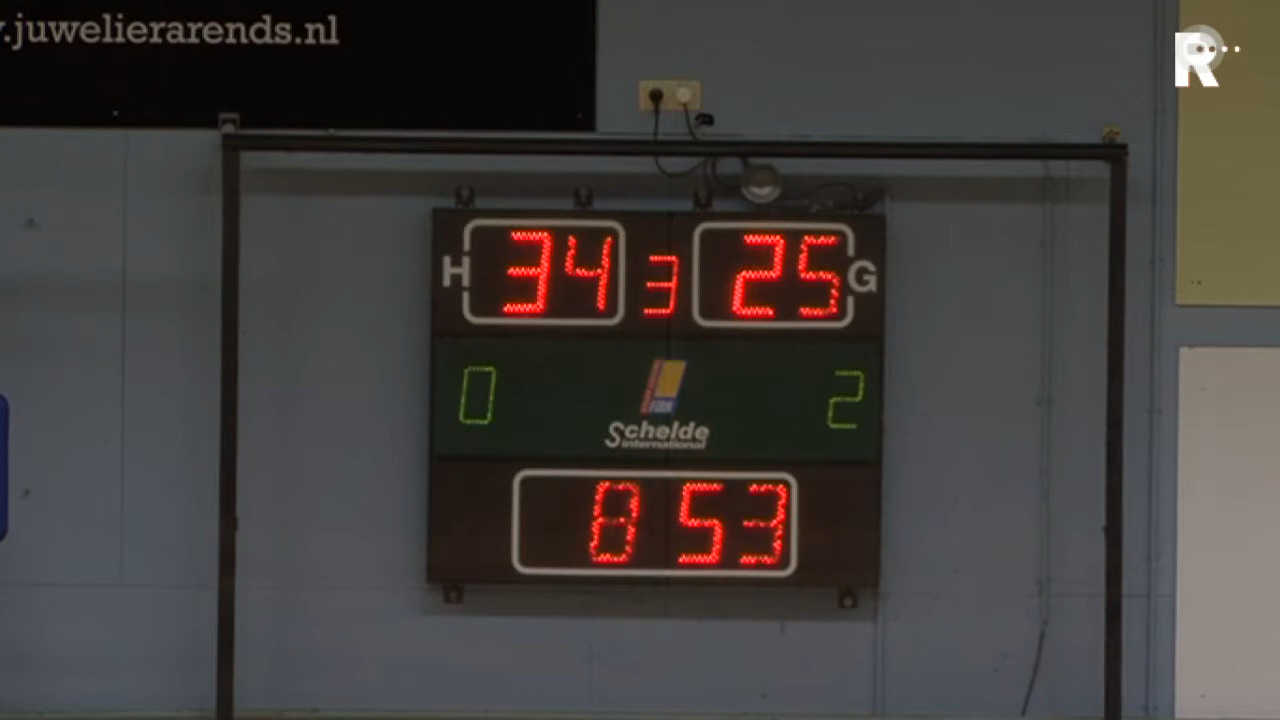 .juwelierarends.nl
R
H 34 3 25 G
0 2
Schelde
international
8 53